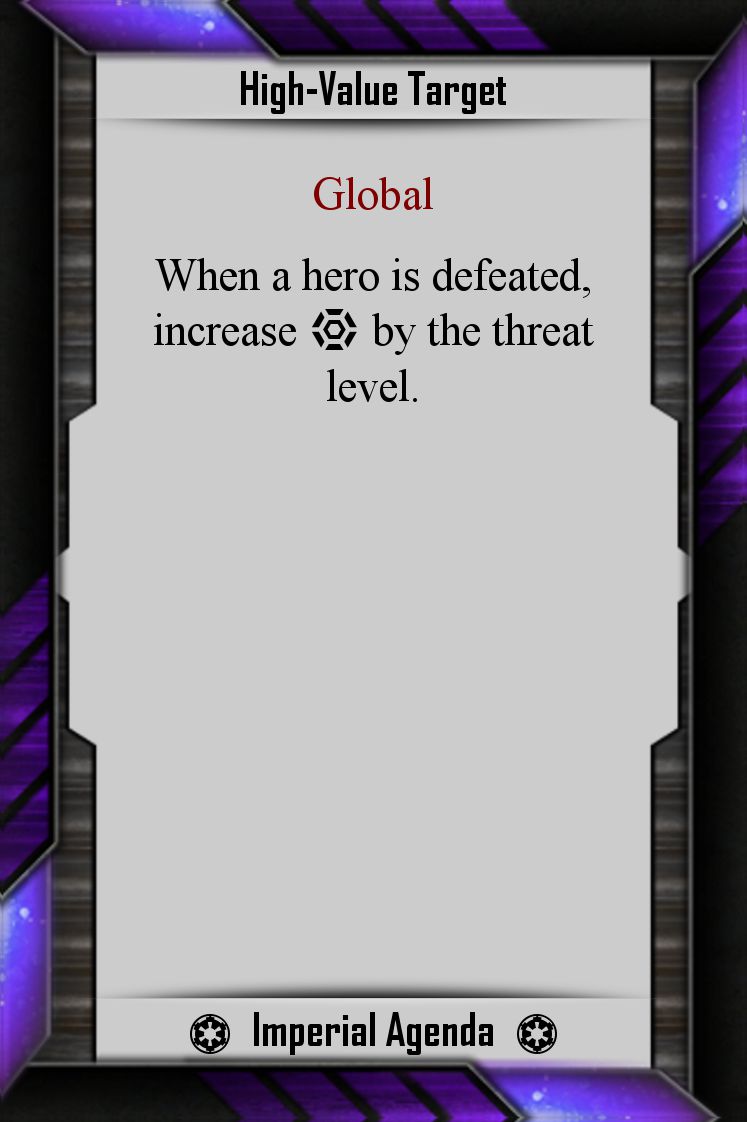 High-Value Target
Global
When a hero is defeated,
increase by the threat
level.
Imperial Agenda